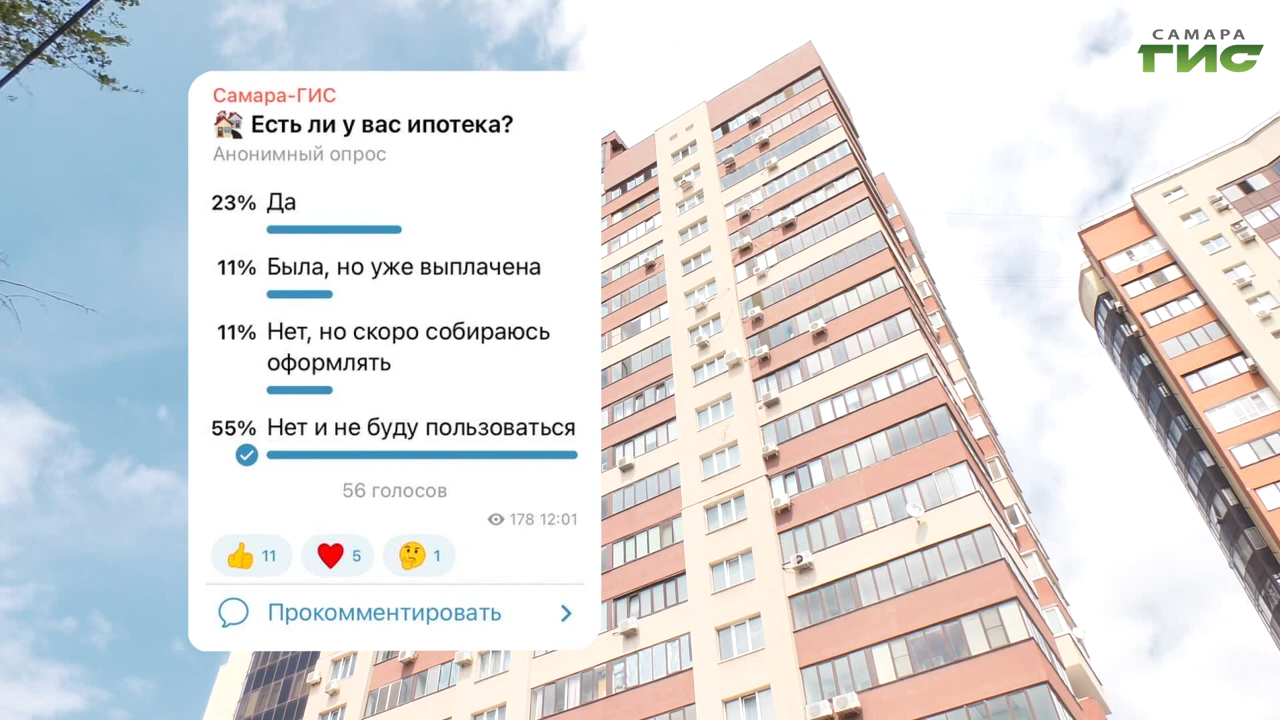 САМАРА
ГИС
Самара-ГИС
Есть ли у вас ипотека?
Анонимный опрос
23% Да
11% Была, но уже выплачена
11% Нет, но скоро собираюсь
оформлять
55% Нет и не буду пользоваться
56 голосов
178 12:01
11 5 1
Прокомментировать